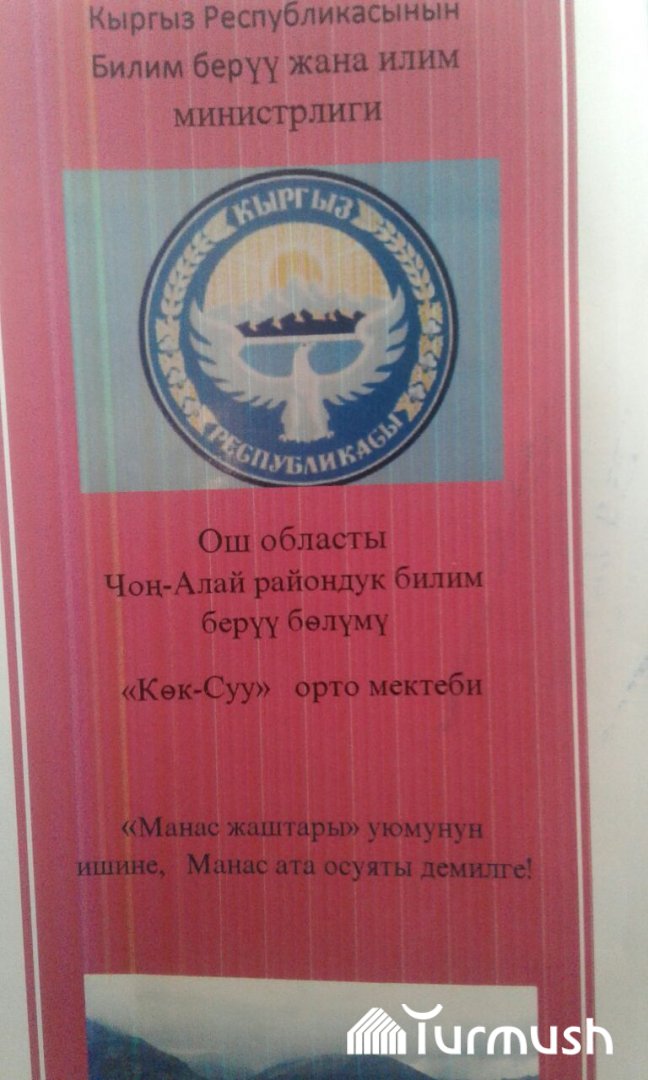 Кыргыз Республикасынын
Билим берүү жана илим
министрлиги
КЫРГЫЗ
РЕСПУБЛИКАСЫ
Ош областы
Чоң-Алай райондук билим
берүү бөлүмү
«Көк-Суу» орто мектеби
«Манас жаштары» уюмунун
ишине, Манас ата осуяты демилге!
Turmush